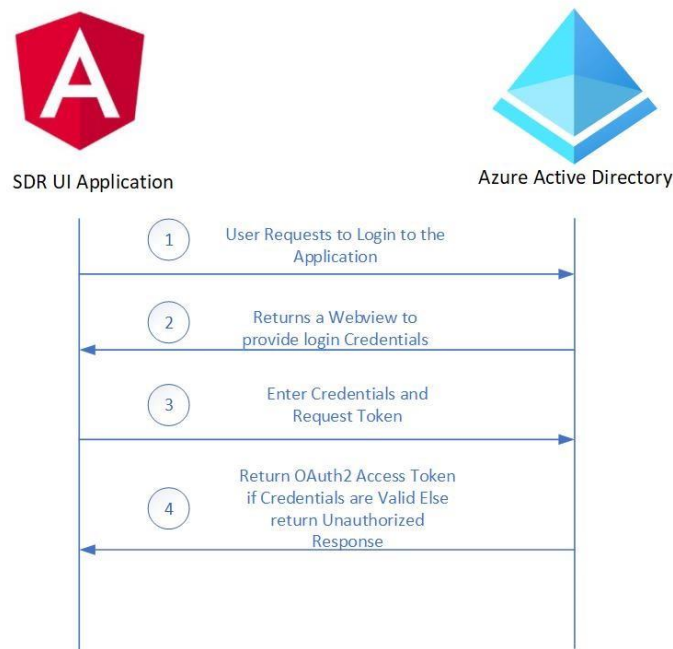 A
SDR UI Application
Azure Active Directory
1
User Requests to Login to the
Application
2
Returns a Webview to
provide login Credentials
3
Enter Credentials and
Request Token
4
Return OAuth2 Access Token
if Credentials are Valid Else
return Unauthorized
Response